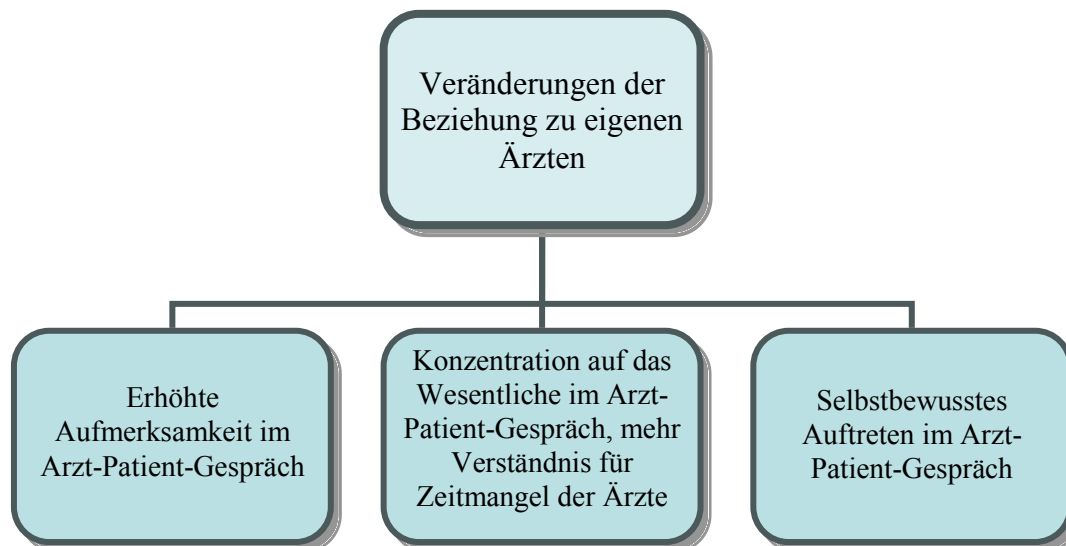 Veränderungen der
Beziehung zu eigenen
Ärzten
Erhöhte
Aufmerksamkeit im
Arzt-Patient-Gespräch
Konzentration auf das
Wesentliche im Arzt-
Patient-Gespräch, mehr
Verständnis für
Zeitmangel der Ärzte
Selbstbewusstes
Auftreten im Arzt-
Patient-Gespräch